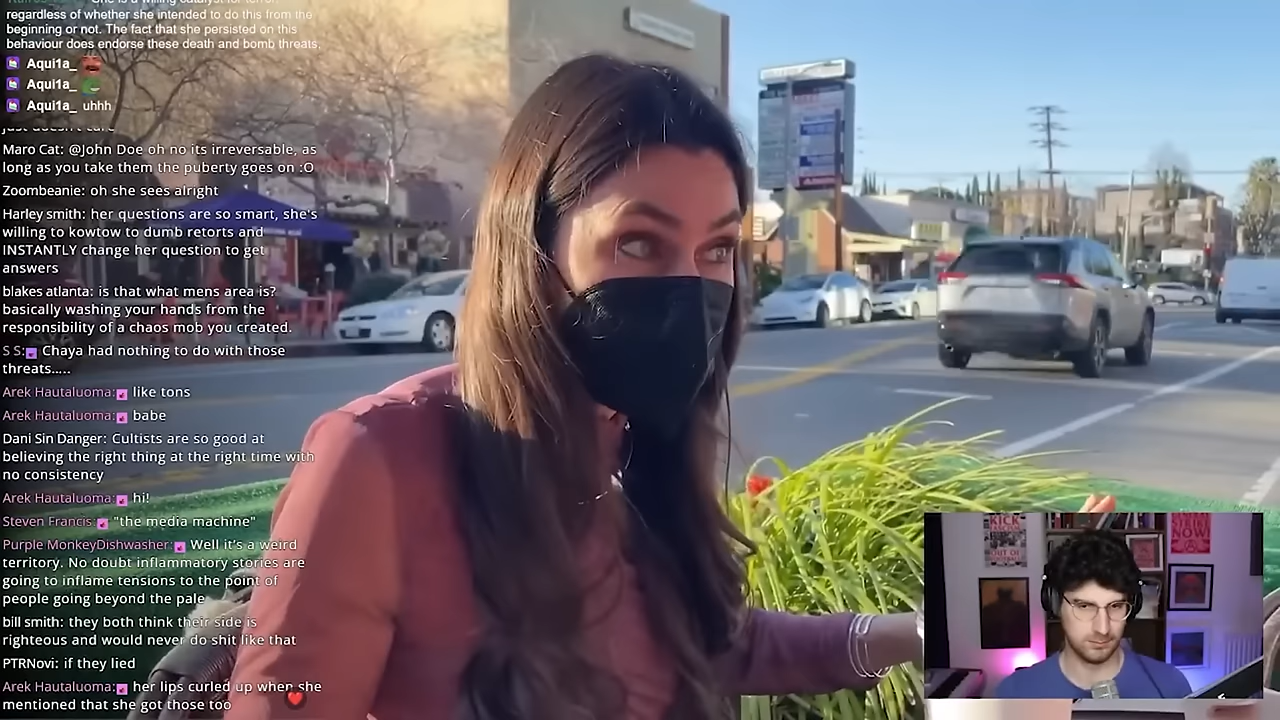 regardless of whether she intended to do this from the
beginning or not. The fact that she persisted on this
behaviour does endorse these death and bomb threats,
Aqui1a_
Aqui1a_
Aqui1a_ uhhh
just doesn't care
Maro Cat: @John Doe oh no its irreversable, as
long as you take them the puberty goes on :O
Zoombeanie: oh she sees alright
Harley smith: her questions are so smart, she's
willing to kowtow to dumb retorts and
INSTANTLY change her question to get
answers
blakes atlanta: is that what mens area is?
basically washing your hands from the
responsibility of a chaos mob you created.
S S: Chaya had nothing to do with those
threats.....
Arek Hautaluoma: like tons
Arek Hautaluoma: babe
Dani Sin Danger: Cultists are so good at
believing the right thing at the right time with
no consistency
Arek Hautaluoma: hi!
Steven Francis: "the media machine"
Purple MonkeyDishwasher: Well it's a weird
territory. No doubt inflammatory stories are
going to inflame tensions to the point of
people going beyond the pale
bill smith: they both think their side is
righteous and would never do shit like that
PTRNovi: if they lied
Arek Hautaluoma: her lips curled up when she
mentioned that she got those too
KICK
FASCISM
OUT OF
FOOTBALL
STRIKE
NOW!